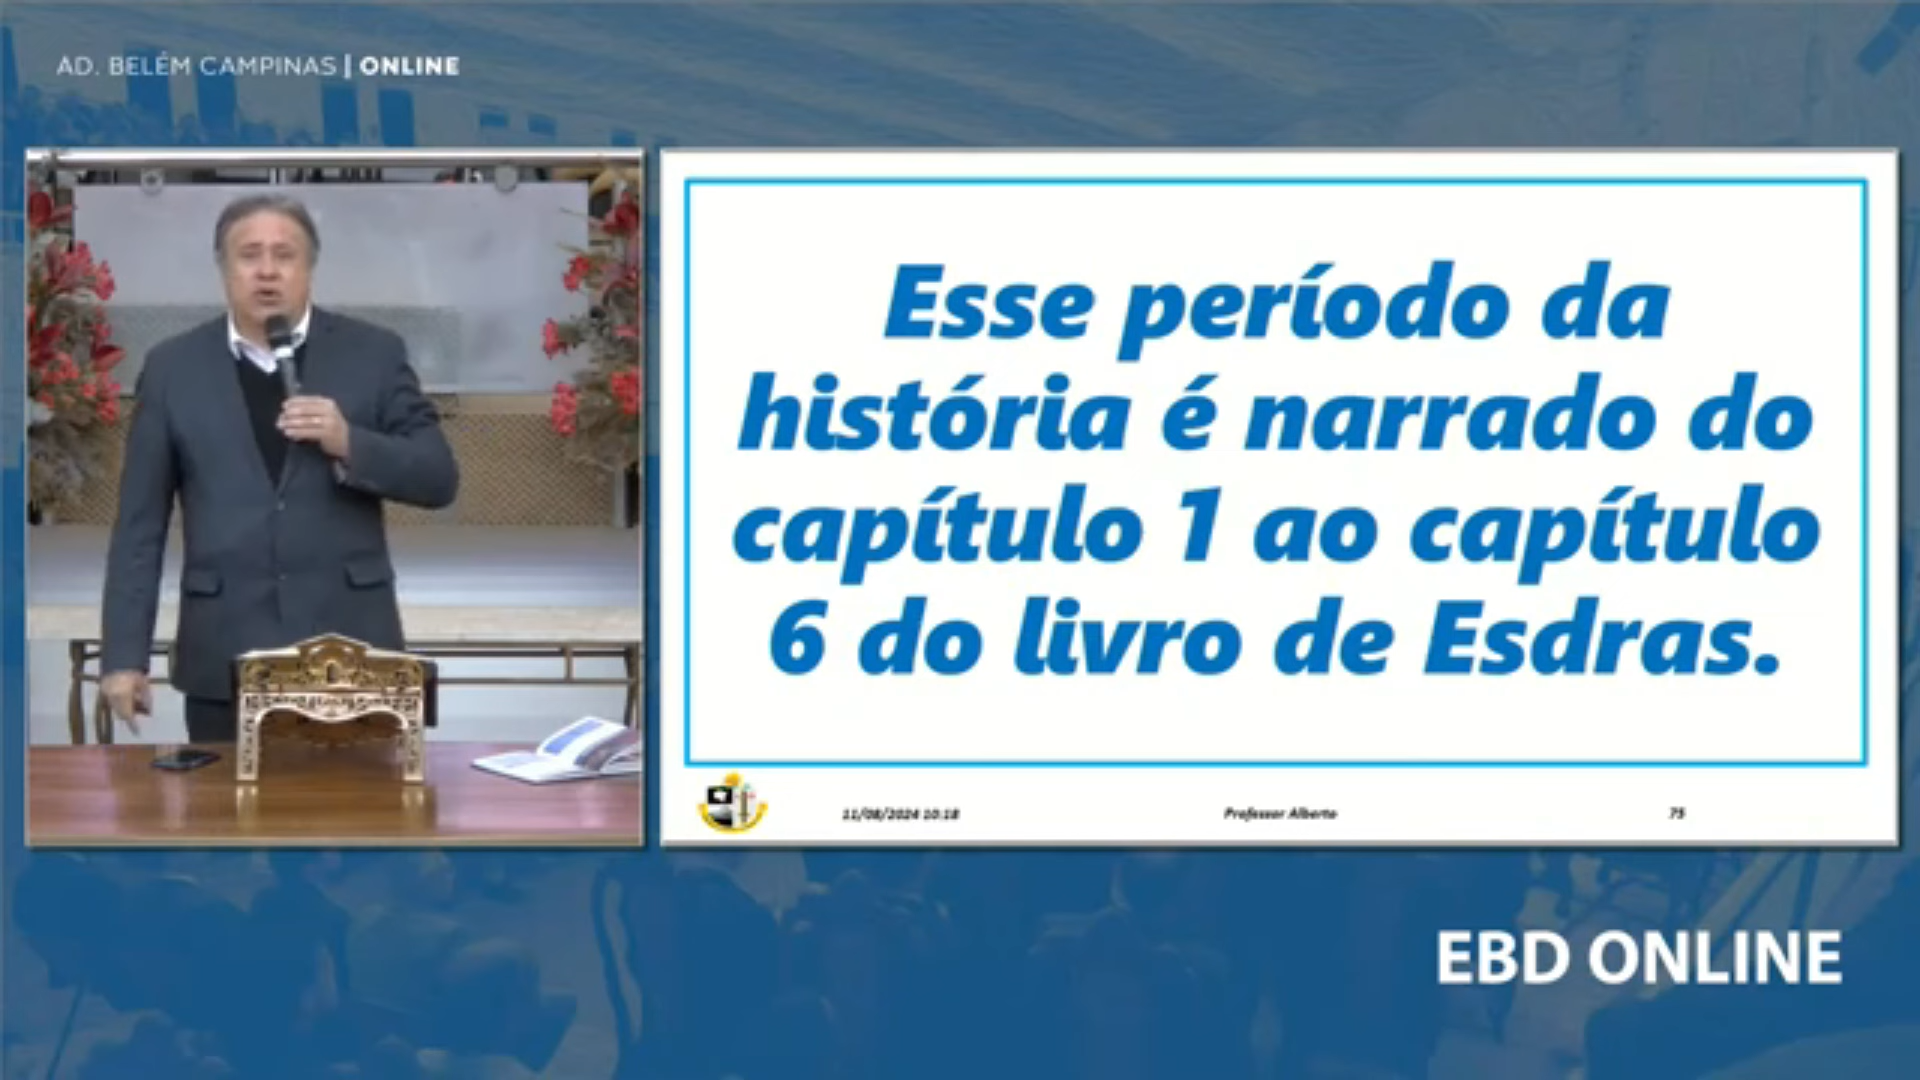 AD. BELÉM CAMPINAS | ONLINE
Esse período da
história é narrado do
capítulo 1 ao capítulo
6 do livro de Esdras.
11/08/2024 10:18
Professor Alberto
75
EBD ONLINE